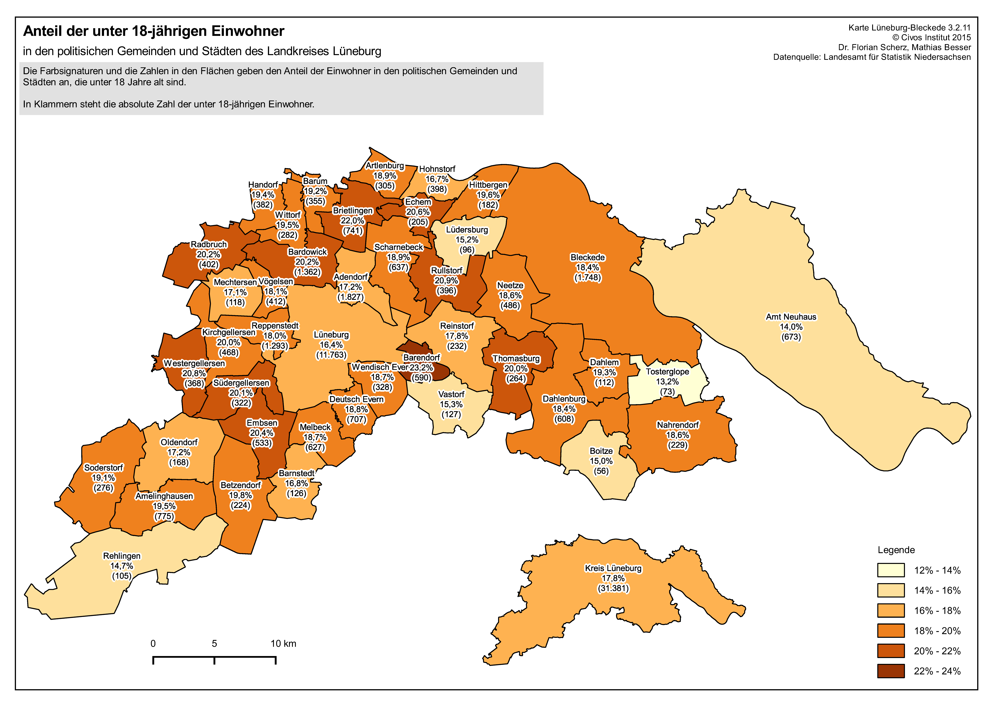 Anteil der unter 18-jährigen Einwohner
in den politisichen Gemeinden und Städten des Landkreises Lüneburg
Karte Lüneburg-Bleckede 3.2.11
© Civos Institut 2015
Dr. Florian Scherz, Mathias Besser
Datenquelle: Landesamt für Statistik Niedersachsen
Die Farbsignaturen und die Zahlen in den Flächen geben den Anteil der Einwohner in den politischen Gemeinden und
Städten an, die unter 18 Jahre alt sind.
In Klammern steht die absolute Zahl der unter 18-jährigen Einwohner.
Artlenburg
18,9%
(305)
Hohnstorf
16,7%
(398)
Hittbergen
19,6%
(182)
Barum
19,2%
(355)
Handorf
19,4%
(382)
Wittorf
19,5%
(282)
Brietlingen
22,0%
(741)
Echem
20,6%
(205)
Lüdersburg
15,2%
(96)
Radbruch
20,2%
(402)
Bardowick
20,2%
(1.362)
Scharnebeck
18,9%
(637)
Bleckede
18,4%
(1.748)
Mechtersen
17,1%
(118)
Vögelsen
18,1%
(412)
Adendorf
17,2%
(1.827)
Rullstorf
20,9%
(396)
Neetze
18,6%
(486)
Amt Neuhaus
14,0%
(673)
Kirchgellersen
20,0%
(468)
Reppenstedt
18,0%
(1.293)
Lüneburg
16,4%
(11.763)
Reinstorf
17,8%
(232)
Westergellersen
20,8%
(368)
Südergellersen
20,1%
(322)
Wendisch Ever
18,7%
(328)
Barendorf
23,2%
(590)
Thomasburg
20,0%
(264)
Dahlem
19,3%
(112)
Tosterglope
13,2%
(73)
Deutsch Evern
18,8%
(707)
Vastorf
15,3%
(127)
Dahlenburg
18,4%
(608)
Embsen
20,4%
(533)
Melbeck
18,7%
(627)
Nahrendorf
18,6%
(229)
Oldendorf
17,2%
(168)
Boitze
15,0%
(56)
Soderstorf
19,1%
(276)
Amelinghausen
19,5%
(775)
Betzendorf
19,8%
(224)
Barnstedt
16,8%
(126)
Rehlingen
14,7%
(105)
Kreis Lüneburg
17,8%
(31.381)
Legende
12% - 14%
14% - 16%
16% - 18%
18% - 20%
20% - 22%
22% - 24%
0 5 10 km